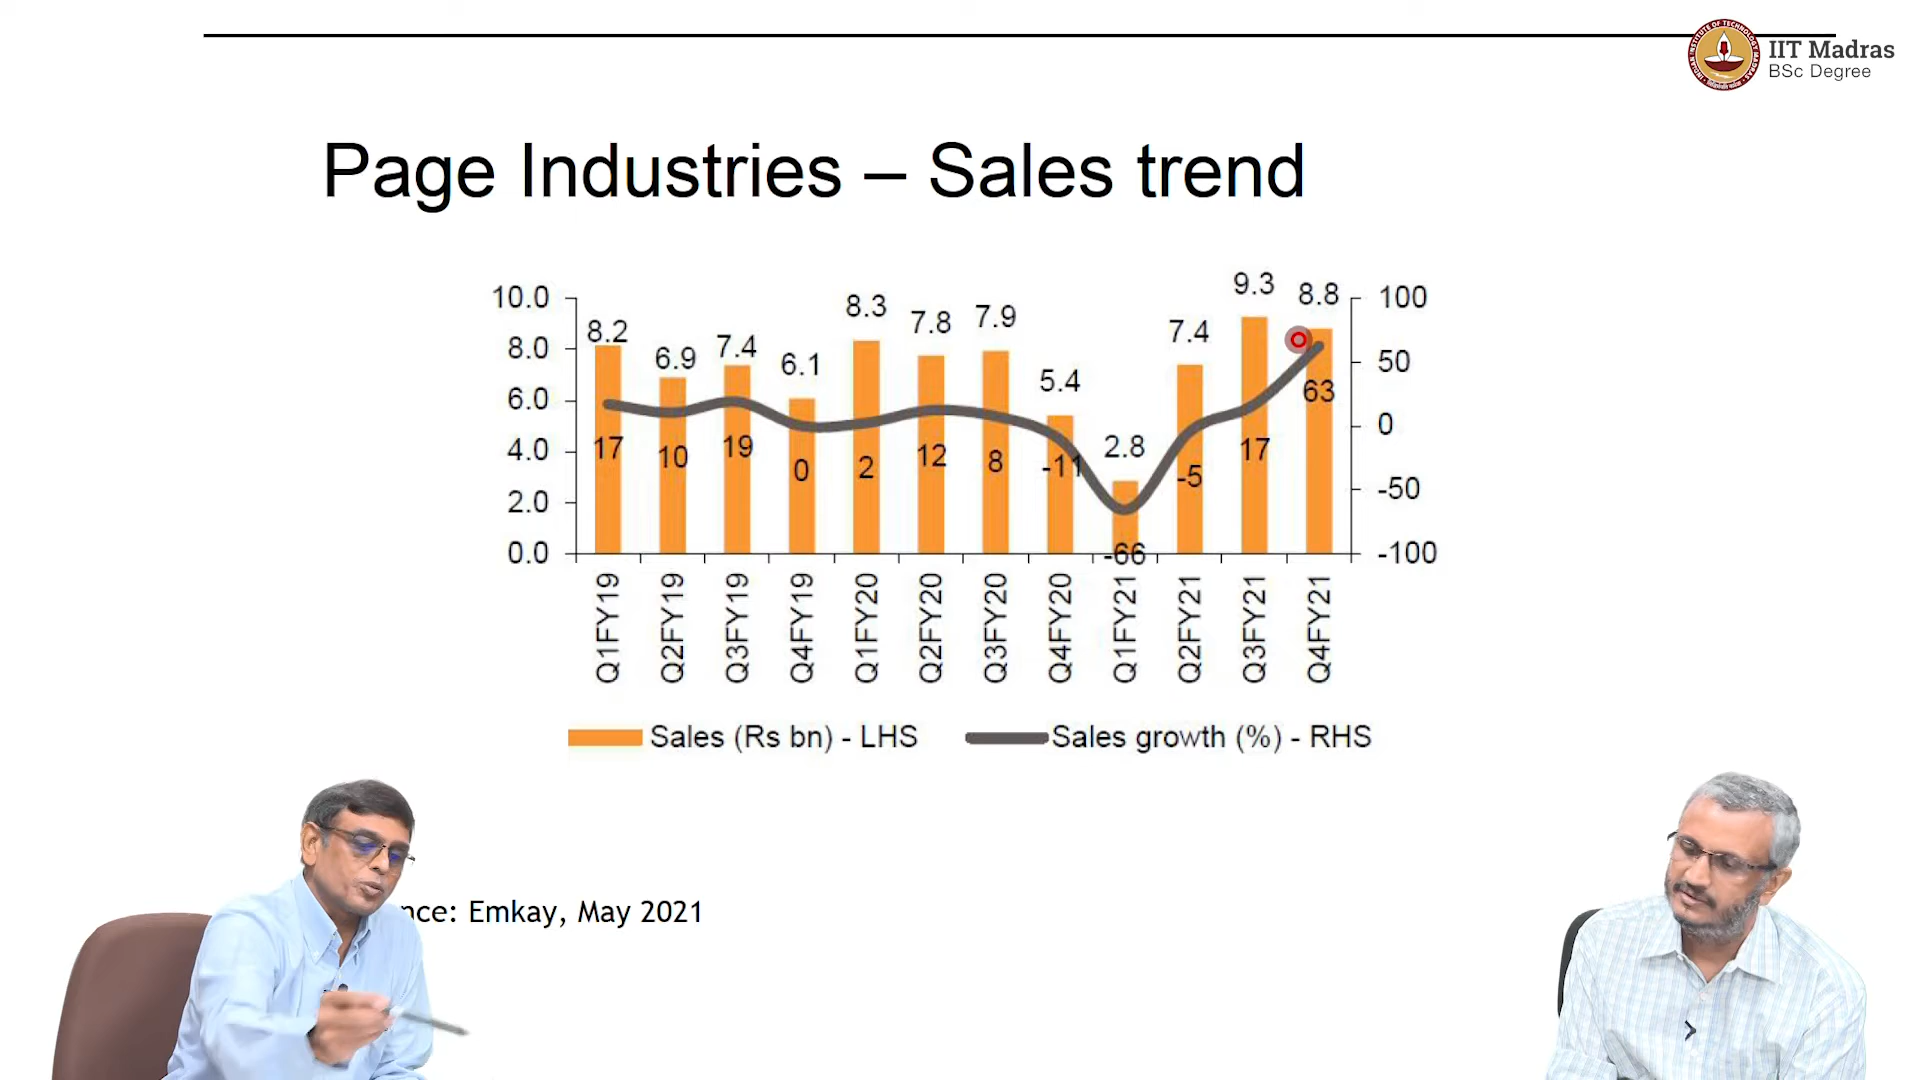 IIT Madras
BSc Degree
Page Industries – Sales trend
10.0
8.0
6.0
4.0
2.0
0.0
100
50
0
-50
-100
8.2 6.9 7.4 6.1 8.3 7.8 7.9 5.4 2.8 7.4 9.3 8.8
17 10 19 0 2 12 8 -11 -66 -5 17 63
Q1FY19 Q2FY19 Q3FY19 Q4FY19 Q1FY20 Q2FY20 Q3FY20 Q4FY20 Q1FY21 Q2FY21 Q3FY21 Q4FY21
Sales (Rs bn) - LHS Sales growth (%) - RHS
Emkay, May 2021